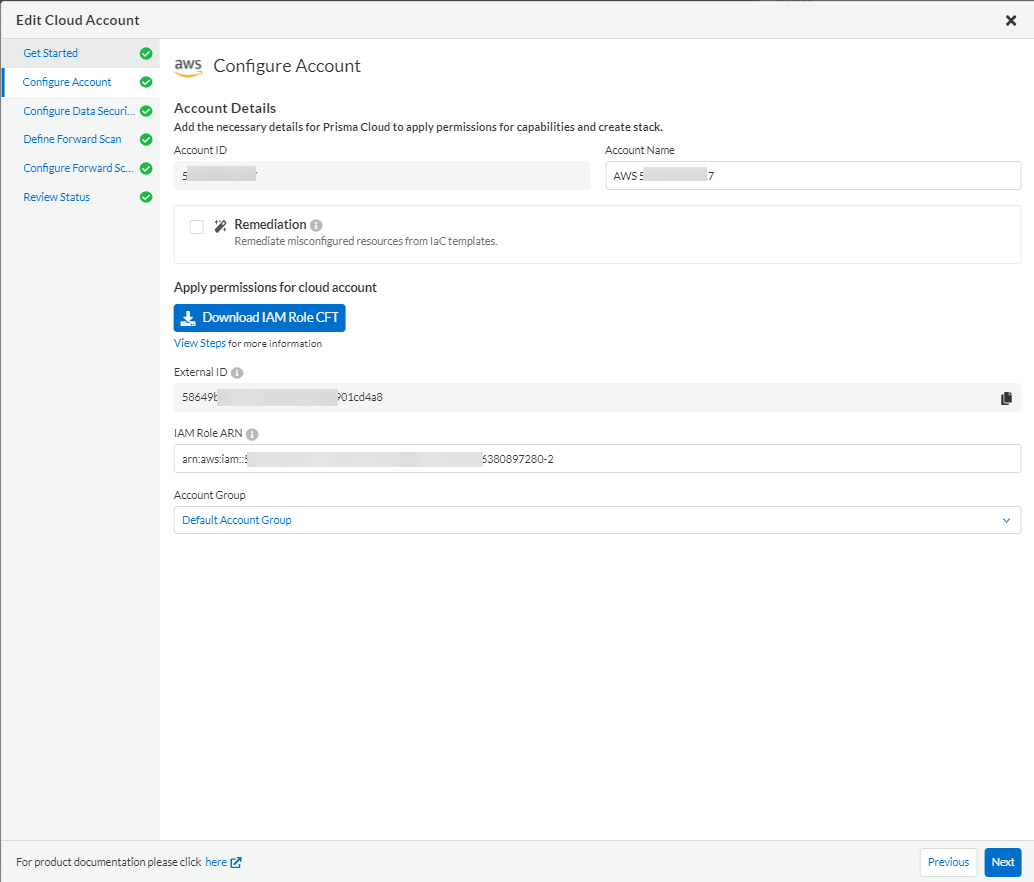 Edit Cloud Account
Get Started
Configure Account
Configure Data Securi...
Define Forward Scan
Configure Forward Sc...
Review Status
aws Configure Account
Account Details
Add the necessary details for Prisma Cloud to apply permissions for capabilities and create stack.
Account ID
5
Account Name
AWS 5 7
Remediation
Remediate misconfigured resources from IaC templates.
Apply permissions for cloud account
Download IAM Role CFT
View Steps for more information
External ID
58649b 901cd4a8
IAM Role ARN
arn:aws:iam::5 6380897280-2
Account Group
Default Account Group
For product documentation please click here
Previous
Next